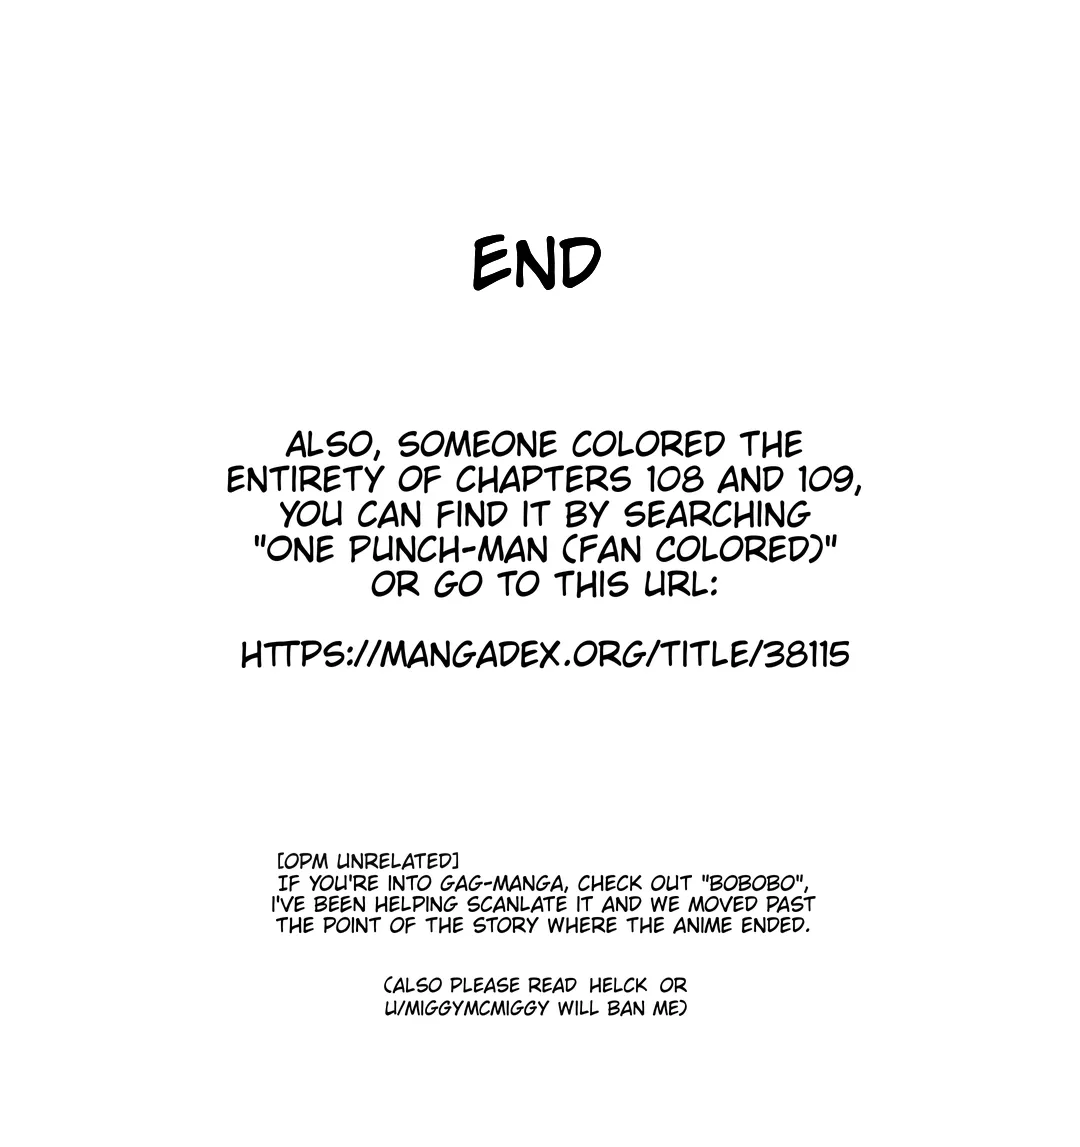 END
ALSO, SOMEONE COLORED THE
ENTIRETY OF CHAPTERS 108 AND 109,
YOU CAN FIND IT BY SEARCHING
"ONE PUNCH-MAN (FAN COLORED)"
OR GO TO THIS URL:
HTTPS://MANGADEX.ORG/TITLE/38115
[OPM UNRELATED]
IF YOU'RE INTO GAG-MANGA, CHECK OUT "BOBOBO",
I'VE BEEN HELPING SCANLATE IT AND WE MOVED PAST
THE POINT OF THE STORY WHERE THE ANIME ENDED.
(ALSO PLEASE READ HELCK OR
U/MIGGYMCMIGGY WILL BAN ME)